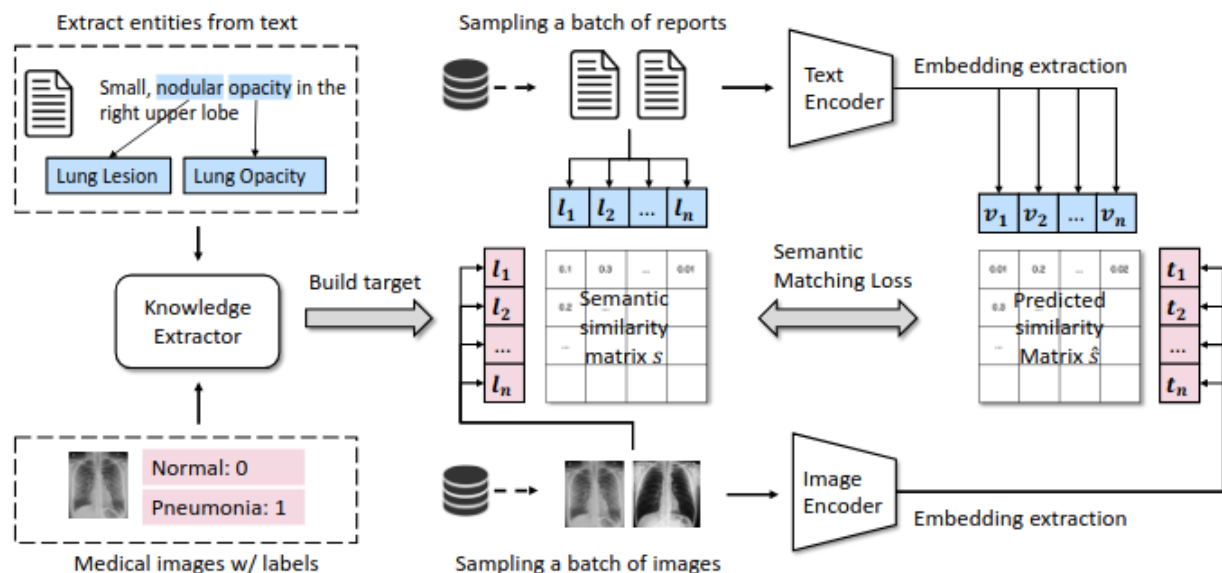 Extract entities from text
Small, nodular opacity in the
right upper lobe
Lung Lesion
Lung Opacity
Knowledge
Extractor
Normal: 0
Pneumonia: 1
Medical images w/ labels
Build target
Sampling a batch of reports
l1 l2 ... ln
l1
l2
...
ln
0.1 0.3 ... 0.01
0.2 ...
...
Semantic
similarity
matrix s
Sampling a batch of images
Text
Encoder
Embedding extraction
Semantic
Matching Loss
v1 v2 ... vn
0.01 0.2 ... 0.02
0.3 ...
...
Predicted
similarity
Matrix ŝ
t1
t2
...
tn
Image
Encoder
Embedding extraction